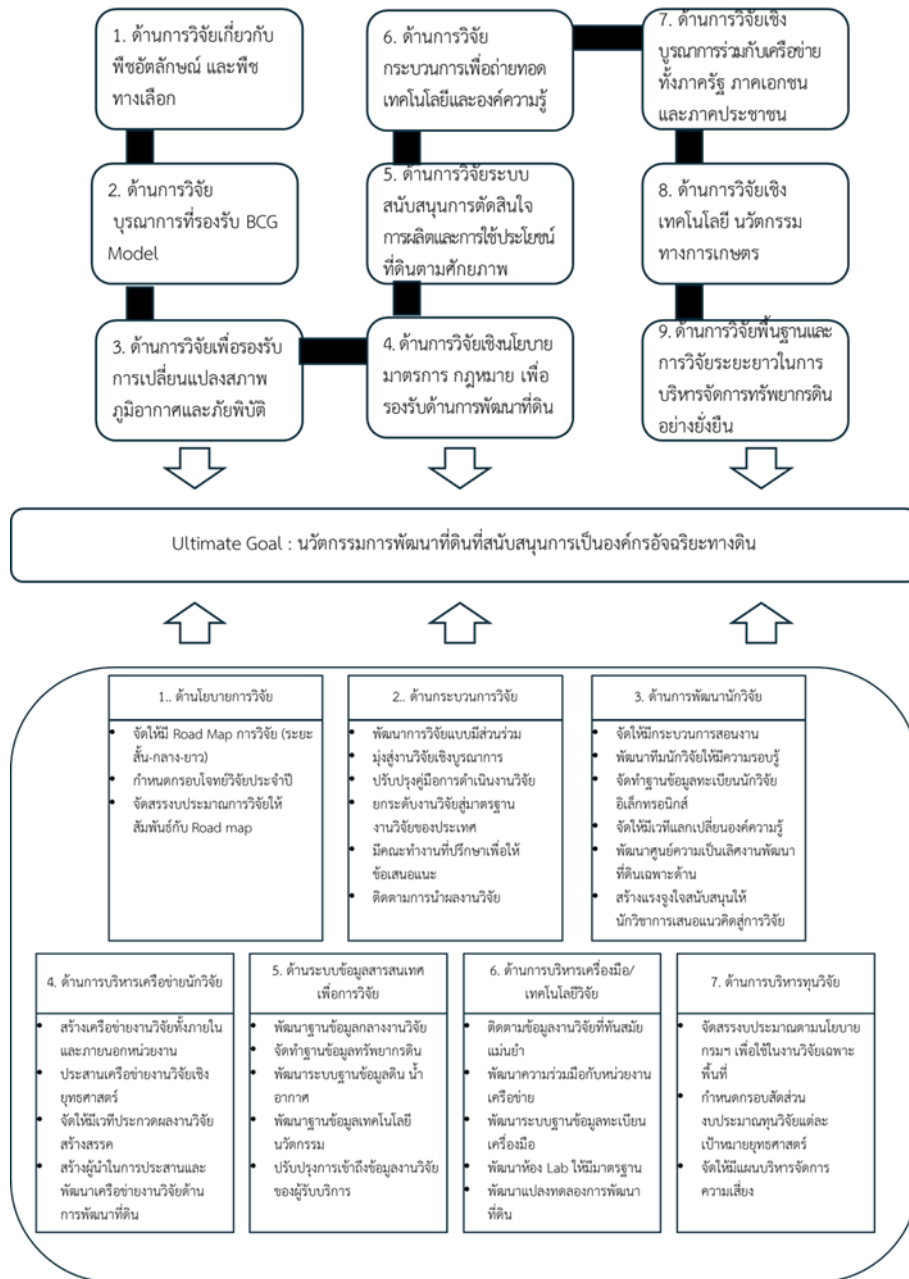 1. ด้านการวิจัยเกี่ยวกับ
พืชอัตลักษณ์ และพืช
ทางเลือก
2. ด้านการวิจัย
บูรณาการที่รองรับ BCG
Model
3. ด้านการวิจัยเพื่อรองรับ
การเปลี่ยนแปลงสภาพ
ภูมิอากาศและภัยพิบัติ
4. ด้านการวิจัยเชิงนโยบาย
มาตรการ กฎหมาย เพื่อ
รองรับด้านการพัฒนาที่ดิน
5. ด้านการวิจัยระบบ
สนับสนุนการตัดสินใจ
การผลิตและการใช้ประโยชน์
ที่ดินตามศักยภาพ
6. ด้านการวิจัย
กระบวนการเพื่อถ่ายทอด
เทคโนโลยีและองค์ความรู้
7. ด้านการวิจัยเชิง
บูรณาการร่วมกับเครือข่าย
ทั้งภาครัฐ ภาคเอกชน
และภาคประชาชน
8. ด้านการวิจัยเชิง
เทคโนโลยี นวัตกรรม
ทางการเกษตร
9. ด้านการวิจัยพื้นฐานและ
การวิจัยระยะยาวในการ
บริหารจัดการทรัพยากรดิน
อย่างยั่งยืน
Ultimate Goal : นวัตกรรมการพัฒนาที่ดินที่สนับสนุนการเป็นองค์กรอัจฉริยะทางดิน
1.. ด้านนโยบายการวิจัย
• จัดให้มี Road Map การวิจัย (ระยะ
สั้น-กลาง-ยาว)
• กำหนดกรอบโจทย์วิจัยประจำปี
• จัดสรรงบประมาณการวิจัยให้
สัมพันธ์กับ Road map
2.. ด้านกระบวนการวิจัย
• พัฒนาการวิจัยแบบมีส่วนร่วม
• มุ่งสู่งานวิจัยเชิงบูรณาการ
• ปรับปรุงคู่มือการดำเนินงานวิจัย
• ยกระดับงานวิจัยสู่มาตรฐาน
งานวิจัยของประเทศ
• มีคณะทำงานที่ปรึกษาเพื่อให้
ข้อเสนอแนะ
• ติดตามการนำผลงานวิจัย
3. ด้านการพัฒนานักวิจัย
• จัดให้มีกระบวนการสอนงาน
• พัฒนาทีมนักวิจัยให้มีความรอบรู้
• จัดทำฐานข้อมูลทะเบียนนักวิจัย
อิเล็กทรอนิกส์
• จัดให้มีเวทีแลกเปลี่ยนองค์ความรู้
• พัฒนาศูนย์ความเป็นเลิศงานพัฒนา
ที่ดินเฉพาะด้าน
• สร้างแรงจูงใจสนับสนุนให้
นักวิชาการเสนอแนวคิดสู่การวิจัย
4. ด้านการบริหารเครือข่ายนักวิจัย
• สร้างเครือข่ายงานวิจัยทั้งภายใน
และภายนอกหน่วยงาน
• ประสานเครือข่ายงานวิจัยเชิง
ยุทธศาสตร์
• จัดให้มีเวทีประกวดผลงานวิจัย
สร้างสรรค์
• สร้างผู้นำในการประสานและ
พัฒนาเครือข่ายงานวิจัยด้าน
การพัฒนาที่ดิน
5. ด้านระบบข้อมูลสารสนเทศ
เพื่อการวิจัย
• พัฒนาฐานข้อมูลกลางงานวิจัย
• จัดทำฐานข้อมูลทรัพยากรดิน
• พัฒนาระบบฐานข้อมูลดิน น้ำ
อากาศ
• พัฒนาฐานข้อมูลเทคโนโลยี
นวัตกรรม
• ปรับปรุงการเข้าถึงข้อมูลงานวิจัย
ของผู้รับบริการ
6. ด้านการบริหารเครื่องมือ/
เทคโนโลยีวิจัย
• ติดตามข้อมูลงานวิจัยที่ทันสมัย
แม่นยำ
• พัฒนาความร่วมมือกับหน่วยงาน
เครือข่าย
• พัฒนาระบบฐานข้อมูลทะเบียน
เครื่องมือ
• พัฒนาห้อง Lab ให้มีมาตรฐาน
• พัฒนาแปลงทดลองการพัฒนา
ที่ดิน
7. ด้านการบริหารทุนวิจัย
• จัดสรรงบประมาณตามนโยบาย
กรมฯ เพื่อใช้ในงานวิจัยเฉพาะ
พื้นที่
• กำหนดกรอบสัดส่วน
งบประมาณทุนวิจัยแต่ละ
เป้าหมายยุทธศาสตร์
• จัดให้มีแผนบริหารจัดการ
ความเสี่ยง